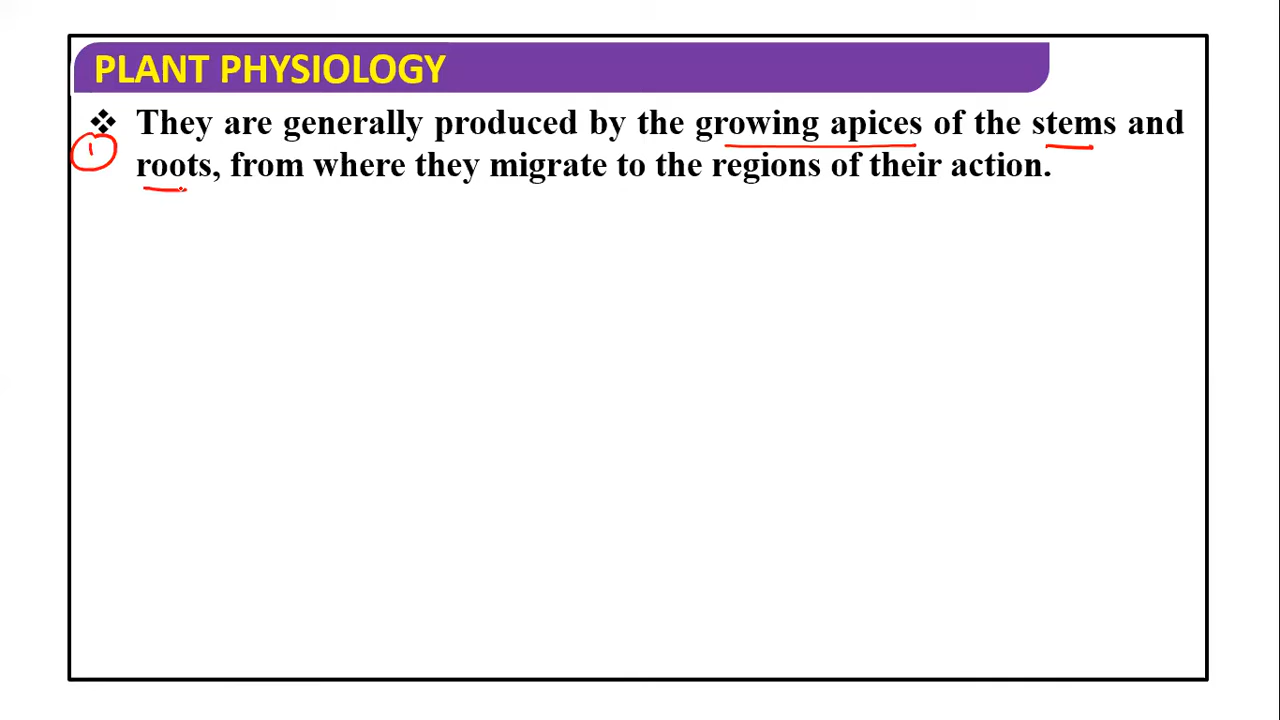 PLANT PHYSIOLOGY
❖ They are generally produced by the growing apices of the stems and
1
roots, from where they migrate to the regions of their action.